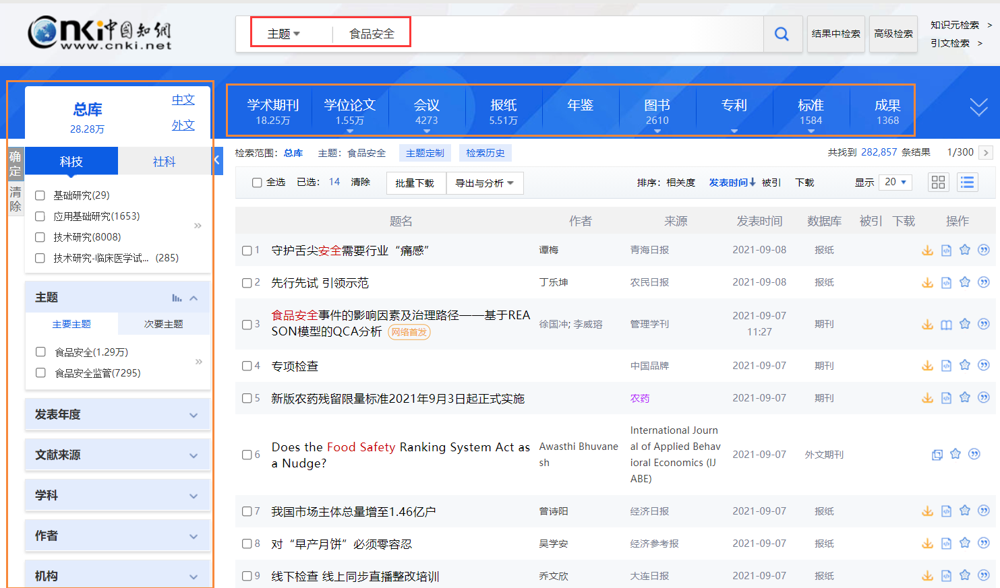 Cnki中国知網
www.cnki.net
主题 食品安全
结果中检索
高级检索
知识元检索 >
引文检索 >
总库
28.28万
中文
外文
学术期刊 学位论文 会议 报纸 年鉴 图书 专利 标准 成果
18.25万 1.55万 4273 5.51万 2610 1584 1368
确定
清除
科技 社科
基础研究(29)
应用基础研究(1653)
技术研究(8008)
技术研究-临床医学试... (285)
主题
主要主题 次要主题
食品安全(1.29万)
食品安全监管(7295)
发表年度
文献来源
学科
作者
机构
检索范围：总库 主题：食品安全 主题定制 检索历史 共找到 282,857 条结果 1/300 >
全选 已选：14 清除 批量下载 导出与分析 排序：相关度 发表时间↓ 被引 下载 显示 20
题名 作者 来源 发表时间 数据库 被引 下载 操作
1 守护舌尖安全需要行业“痛感” 谭梅 青海日报 2021-09-08 报纸
2 先行先试 引领示范 丁乐坤 农民日报 2021-09-08 报纸
3 食品安全事件的影响因素及治理路径——基于REA
SON模型的QCA分析 网络首发 徐国冲; 李威瑢 管理学刊 2021-09-07
11:27 期刊
4 专项检查 中国品牌 2021-09-07 期刊
5 新版农药残留限量标准2021年9月3日起正式实施 农药 2021-09-07 期刊
6 Does the Food Safety Ranking System Act as
a Nudge? Awasthi Bhuvane
sh International Journ
al of Applied Behav
ioral Economics (IJ
ABE) 2021-09-07 外文期刊
7 我国市场主体总量增至1.46亿户 曾诗阳 经济日报 2021-09-07 报纸
8 对“早产月饼”必须零容忍 吴学安 经济参考报 2021-09-07 报纸
9 线下检查 线上同步直播整改培训 乔文欣 大连日报 2021-09-07 报纸